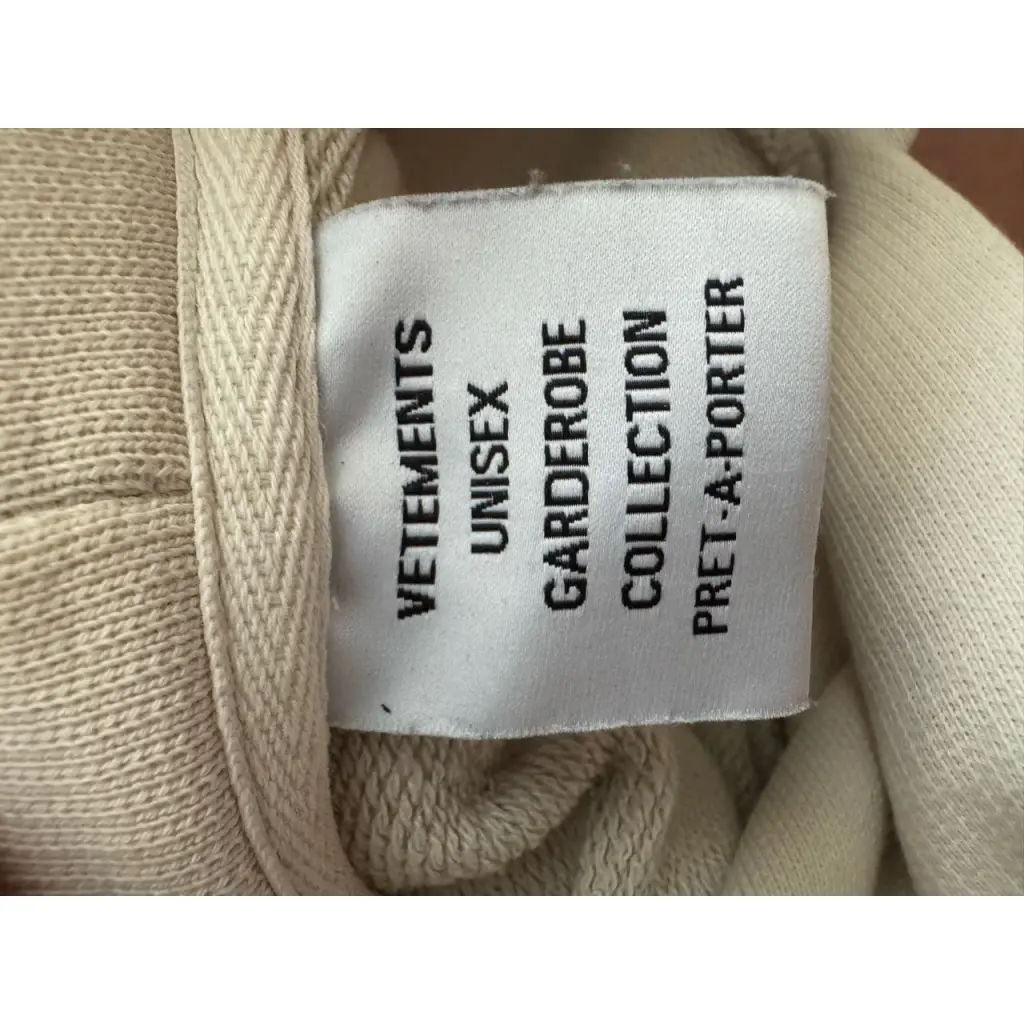 VETEMENTS
UNISEX
GARDEROBE
COLLECTION
PRET-A-PORTER